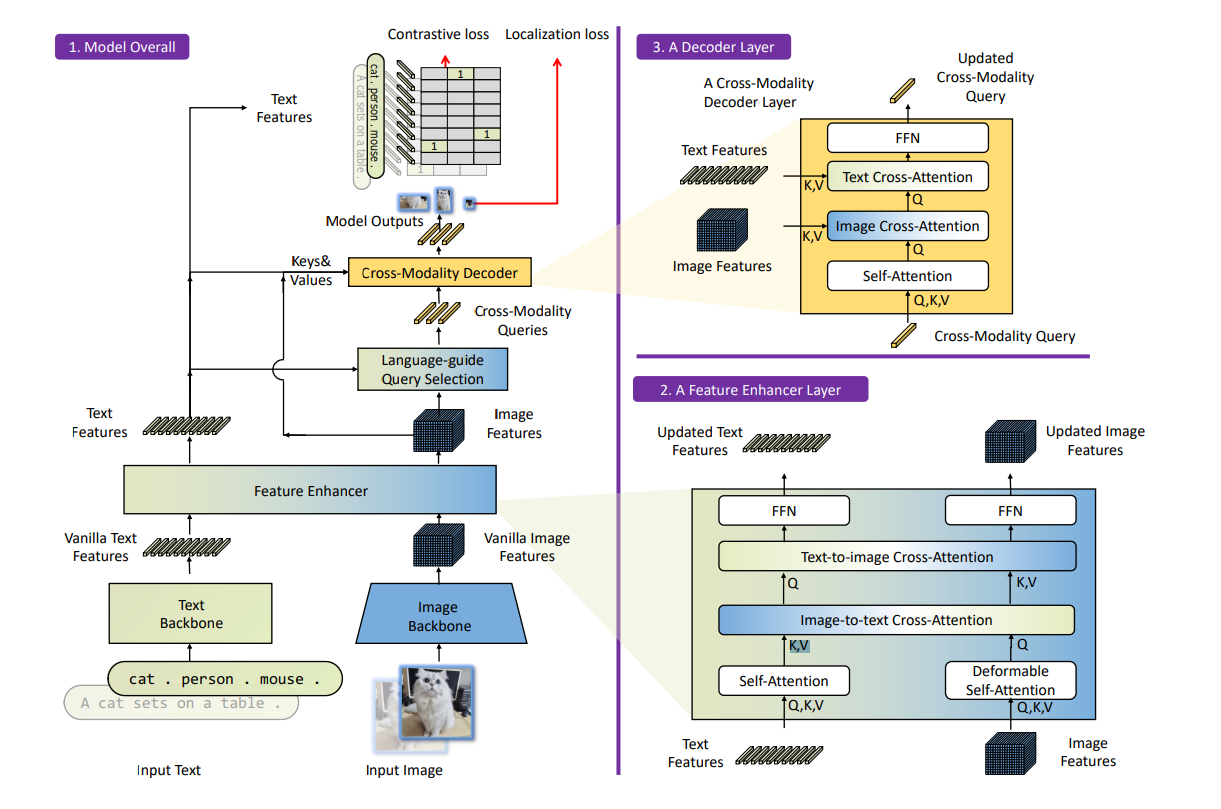 1. Model Overall
Contrastive loss
Localization loss
Text
Features
A cat sets on a table .
cat . person . mouse .
1
1
1
1
Model Outputs
Keys&
Values
Cross-Modality Decoder
Cross-Modality
Queries
Language-guide
Query Selection
Text
Features
Image
Features
Feature Enhancer
Vanilla Text
Features
Vanilla Image
Features
Text
Backbone
Image
Backbone
cat . person . mouse .
A cat sets on a table .
Input Text
Input Image
3. A Decoder Layer
A Cross-Modality
Decoder Layer
Updated
Cross-Modality
Query
FFN
Text Features
K,V
Text Cross-Attention
Q
Image Features
K,V
Image Cross-Attention
Q
Self-Attention
Q,K,V
Cross-Modality Query
2. A Feature Enhancer Layer
Updated Text
Features
Updated Image
Features
FFN
FFN
Text-to-image Cross-Attention
Q
K,V
Image-to-text Cross-Attention
K,V
Q
Self-Attention
Deformable
Self-Attention
Q,K,V
Q,K,V
Text
Features
Image
Features